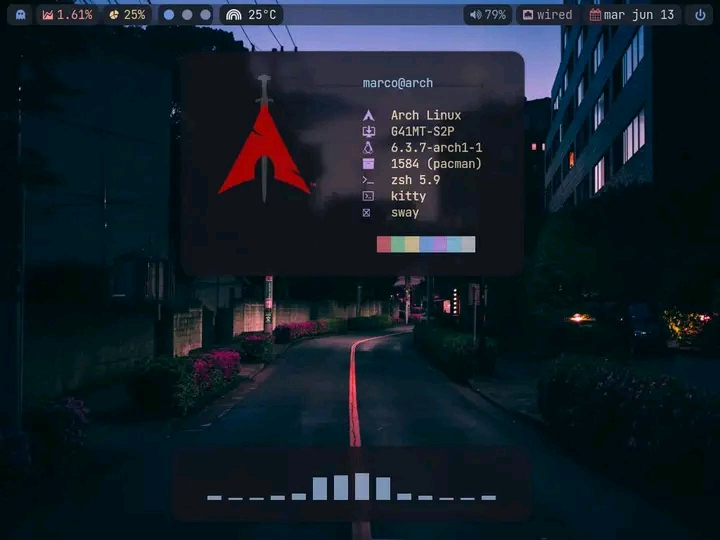 1.61% 25% 25°C 79% wired mar jun 13
marco@arch
Arch Linux
G41MT-S2P
6.3.7-arch1-1
1584 (pacman)
zsh 5.9
kitty
sway